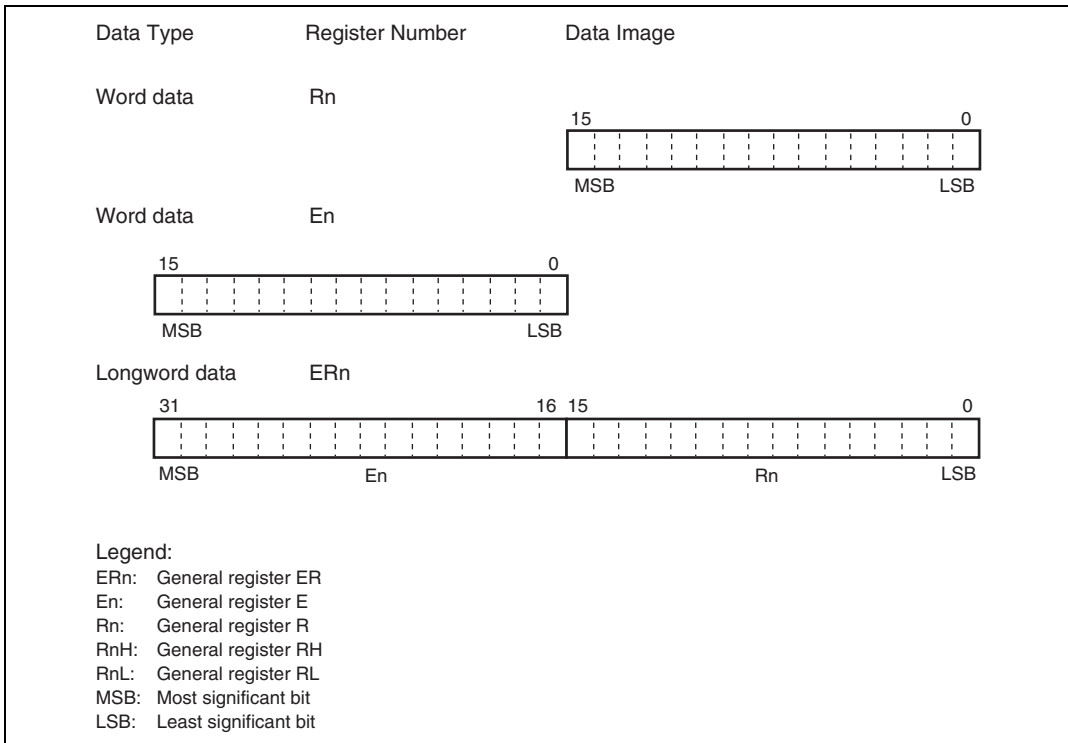 Data Type Register Number Data Image
Word data Rn
15 0
MSB LSB
Word data En
15 0
MSB LSB
Longword data ERn
31 16 15 0
MSB En Rn LSB
Legend:
ERn: General register ER
En: General register E
Rn: General register R
RnH: General register RH
RnL: General register RL
MSB: Most significant bit
LSB: Least significant bit